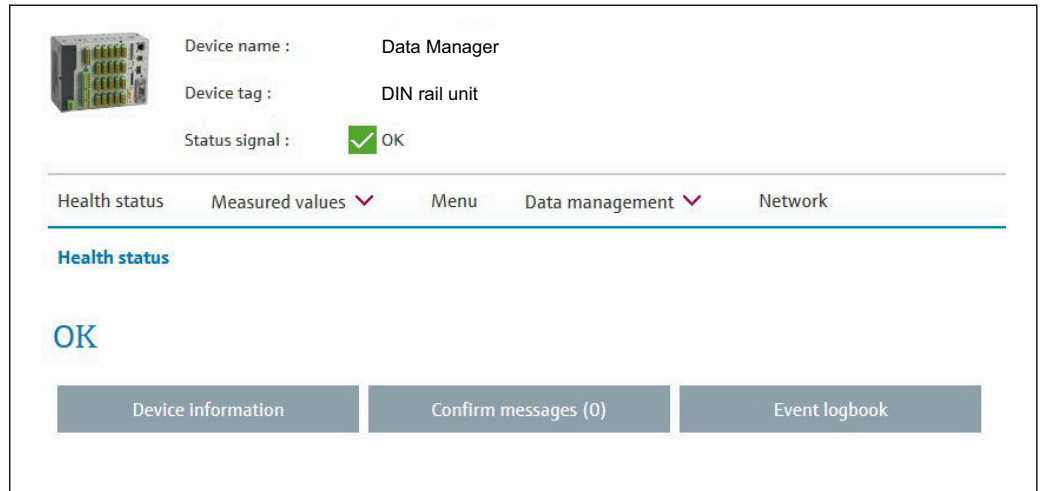 Device name : Data Manager
Device tag : DIN rail unit
Status signal : OK
Health status Measured values Menu Data management Network
Health status
OK
Device information Confirm messages (0) Event logbook